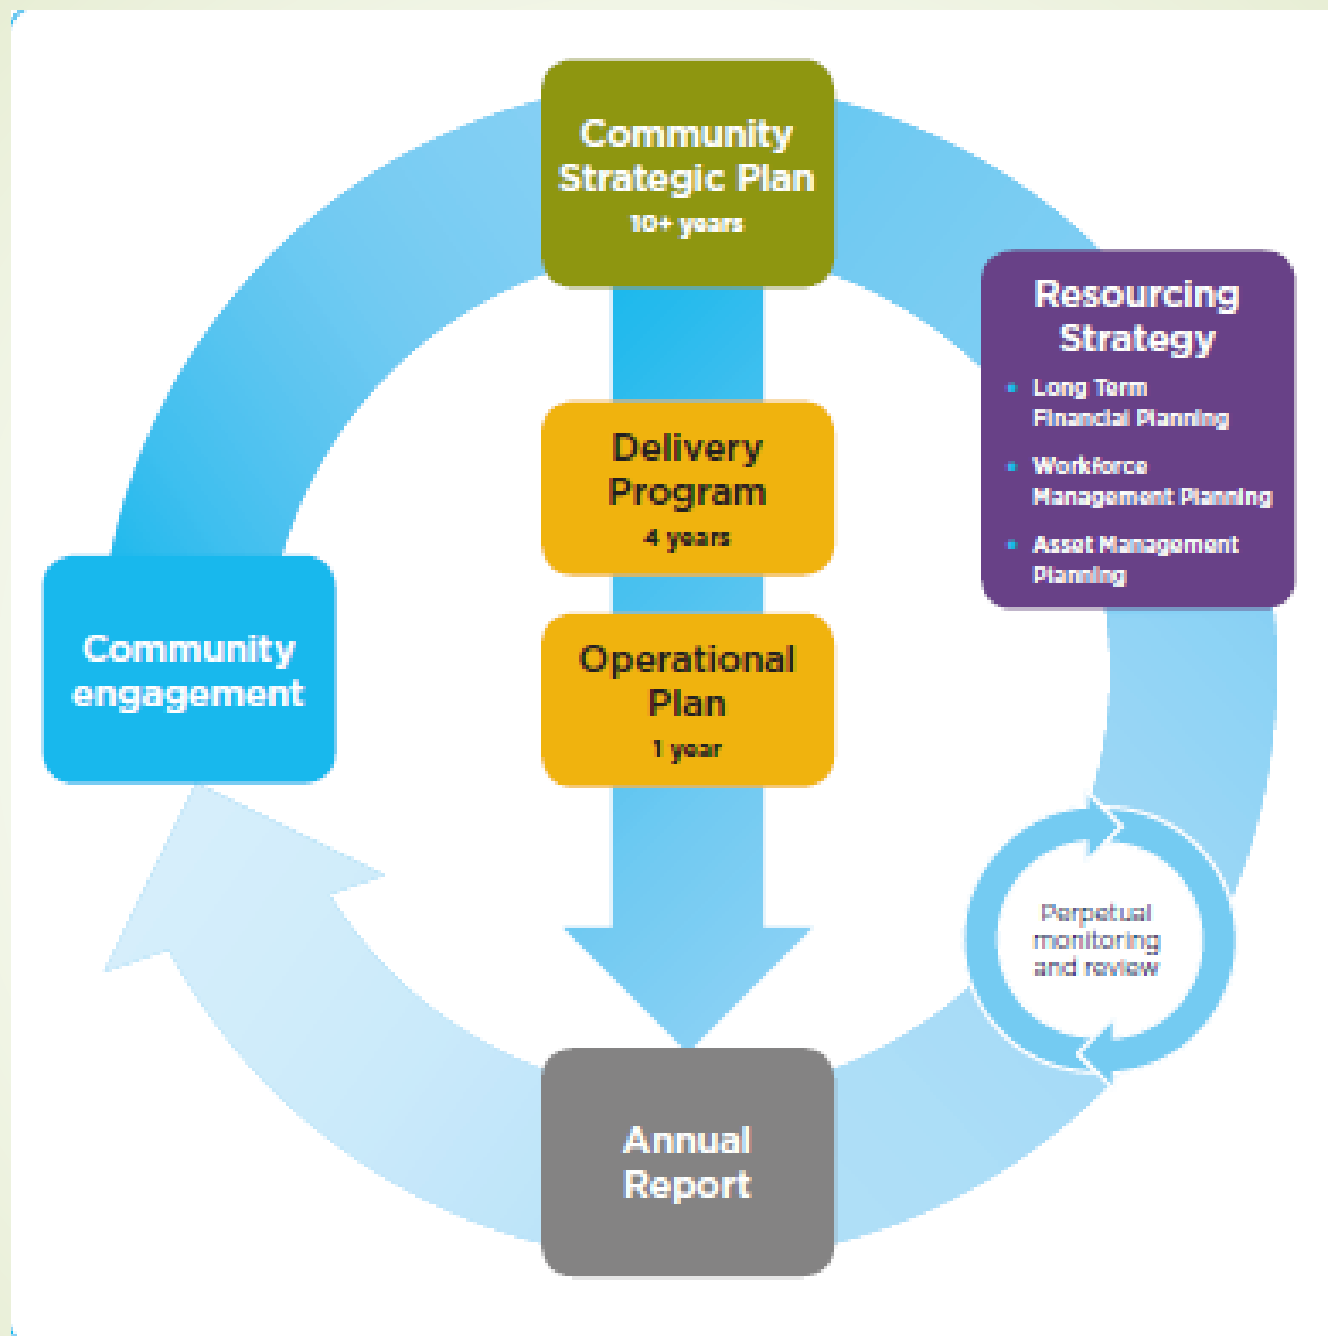 Community
Strategic Plan
10+ years
Resourcing
Strategy
• Long Term
Financial Planning
• Workforce
Management Planning
• Asset Management
Planning
Delivery
Program
4 years
Operational
Plan
1 year
Community
engagement
Perpetual
monitoring
and review
Annual
Report